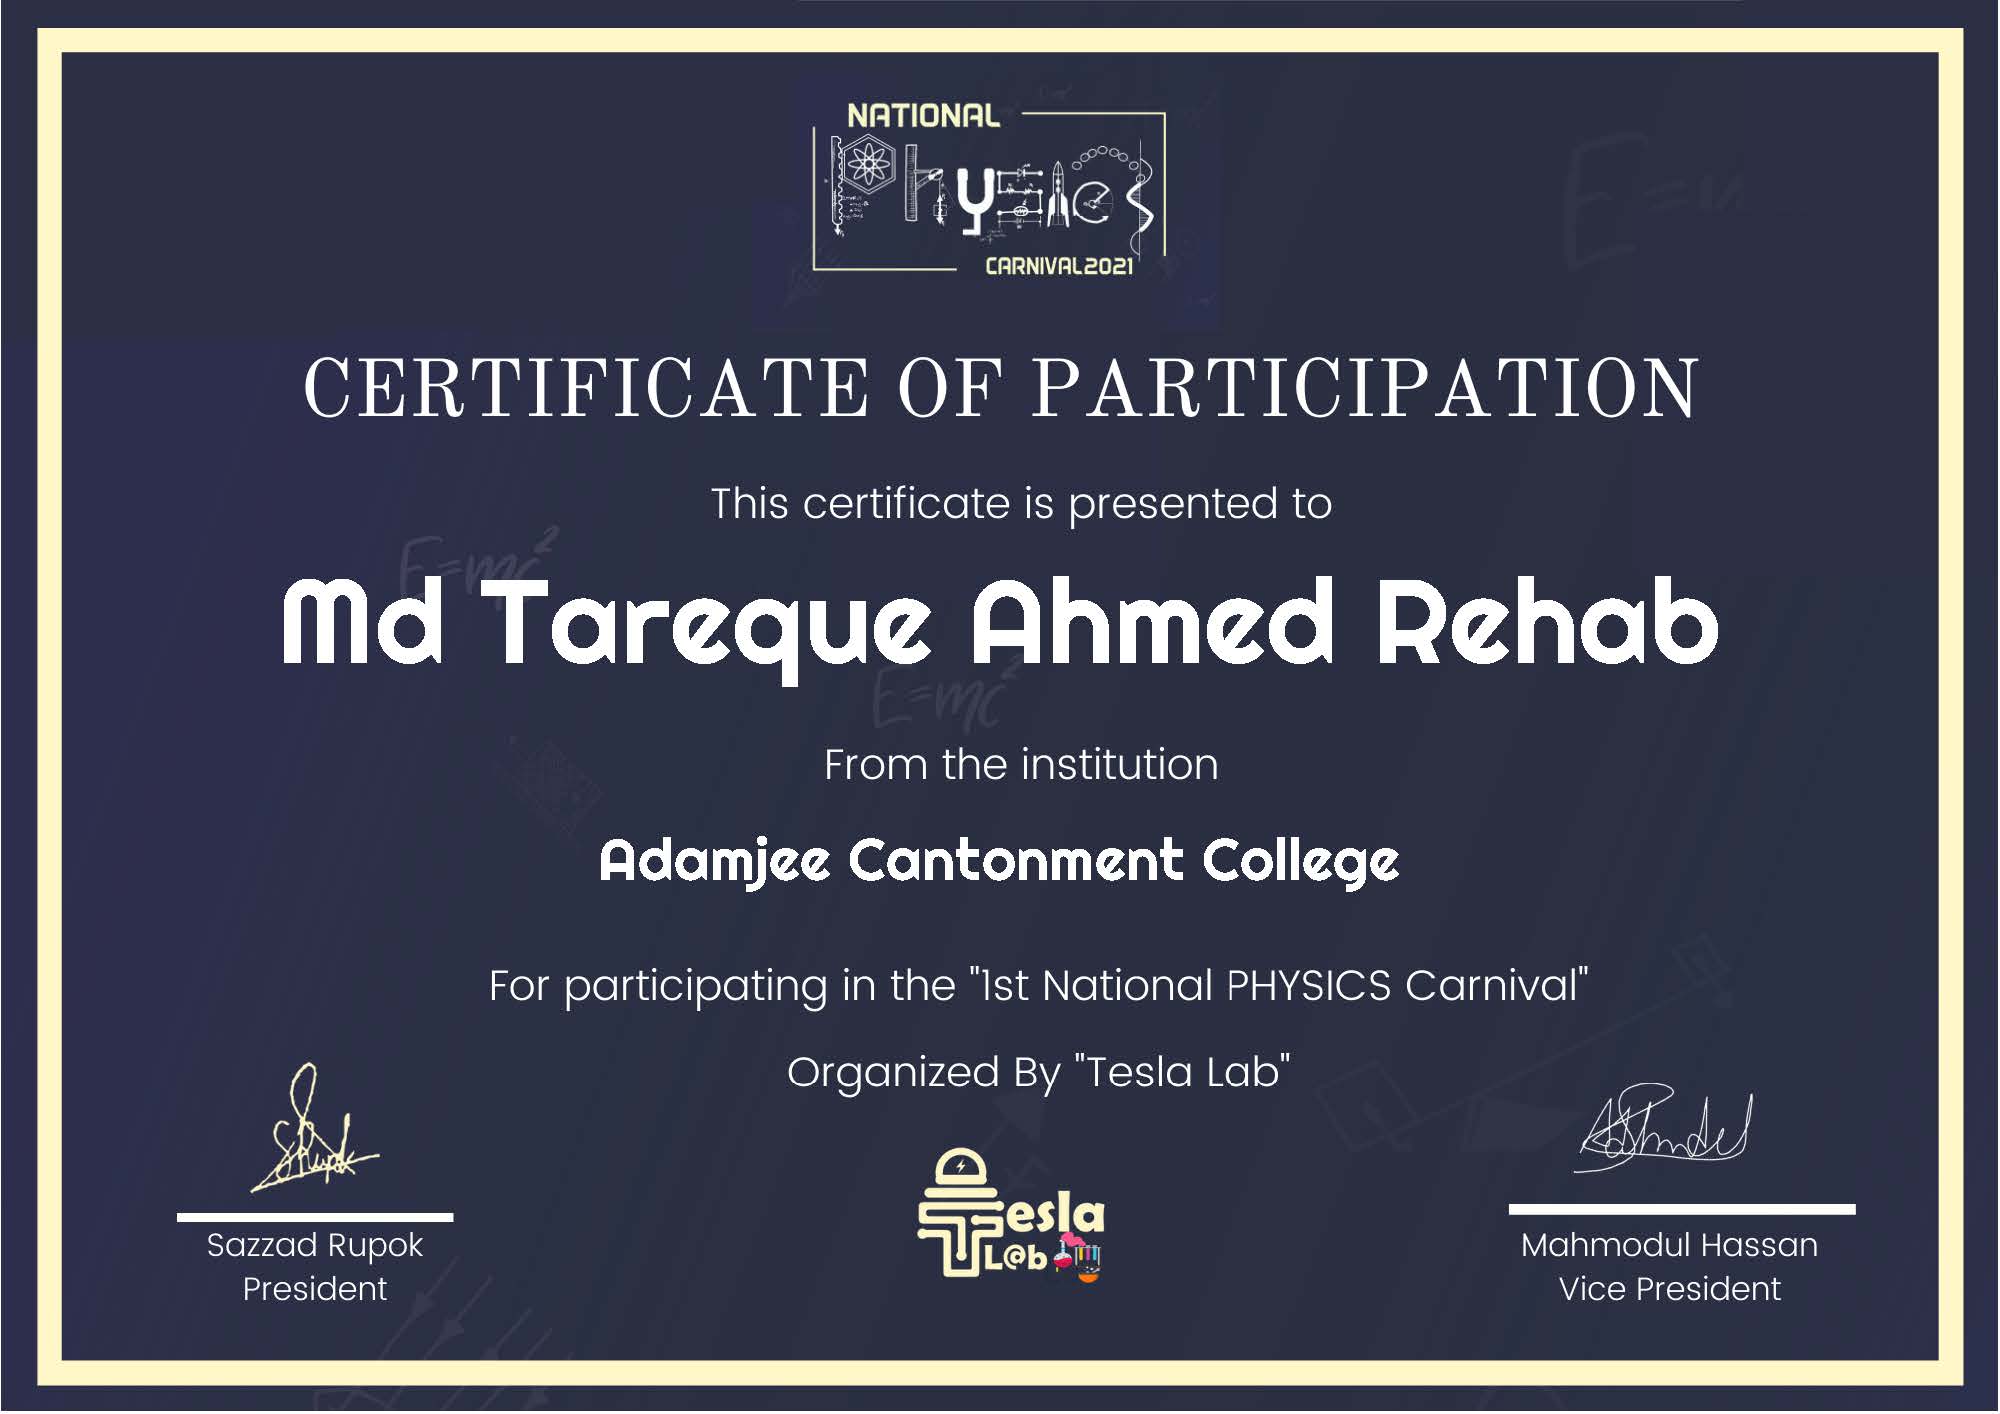 NATIONAL
Physics
CARNIVAL2021
CERTIFICATE OF PARTICIPATION
This certificate is presented to
E=mc²
Md Tareque Ahmed Rehab
E=mc²
From the institution
Adamjee Cantonment College
For participating in the "1st National PHYSICS Carnival"
Organized By "Tesla Lab"
Tesla
L@b
Sazzad Rupok
President
Mahmodul Hassan
Vice President